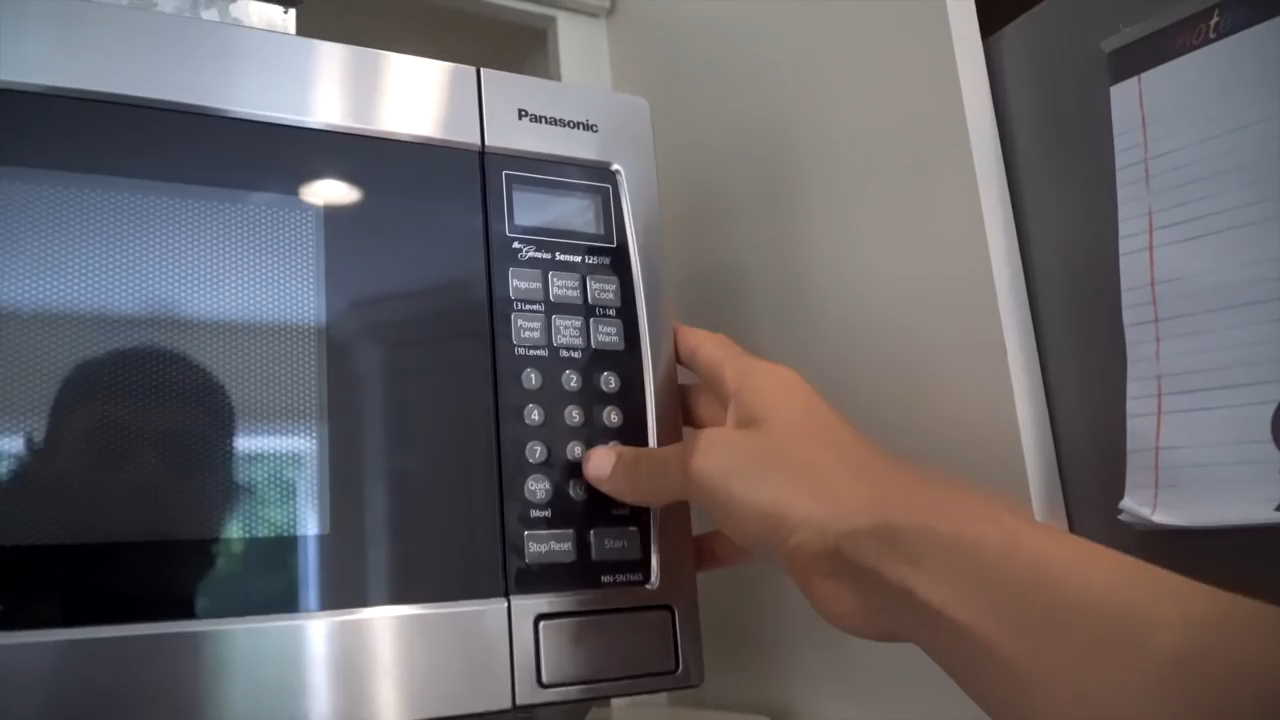 note
Panasonic
the Genius Sensor 1250W
Popcorn
Sensor Reheat
Sensor Cook
(3 Levels)
(1-14)
Power Level
Inverter Turbo Defrost
Keep Warm
(10 Levels)
(lb/kg)
1 2 3
4 5 6
7 8
Quick 30
(More)
Stop/Reset
Start